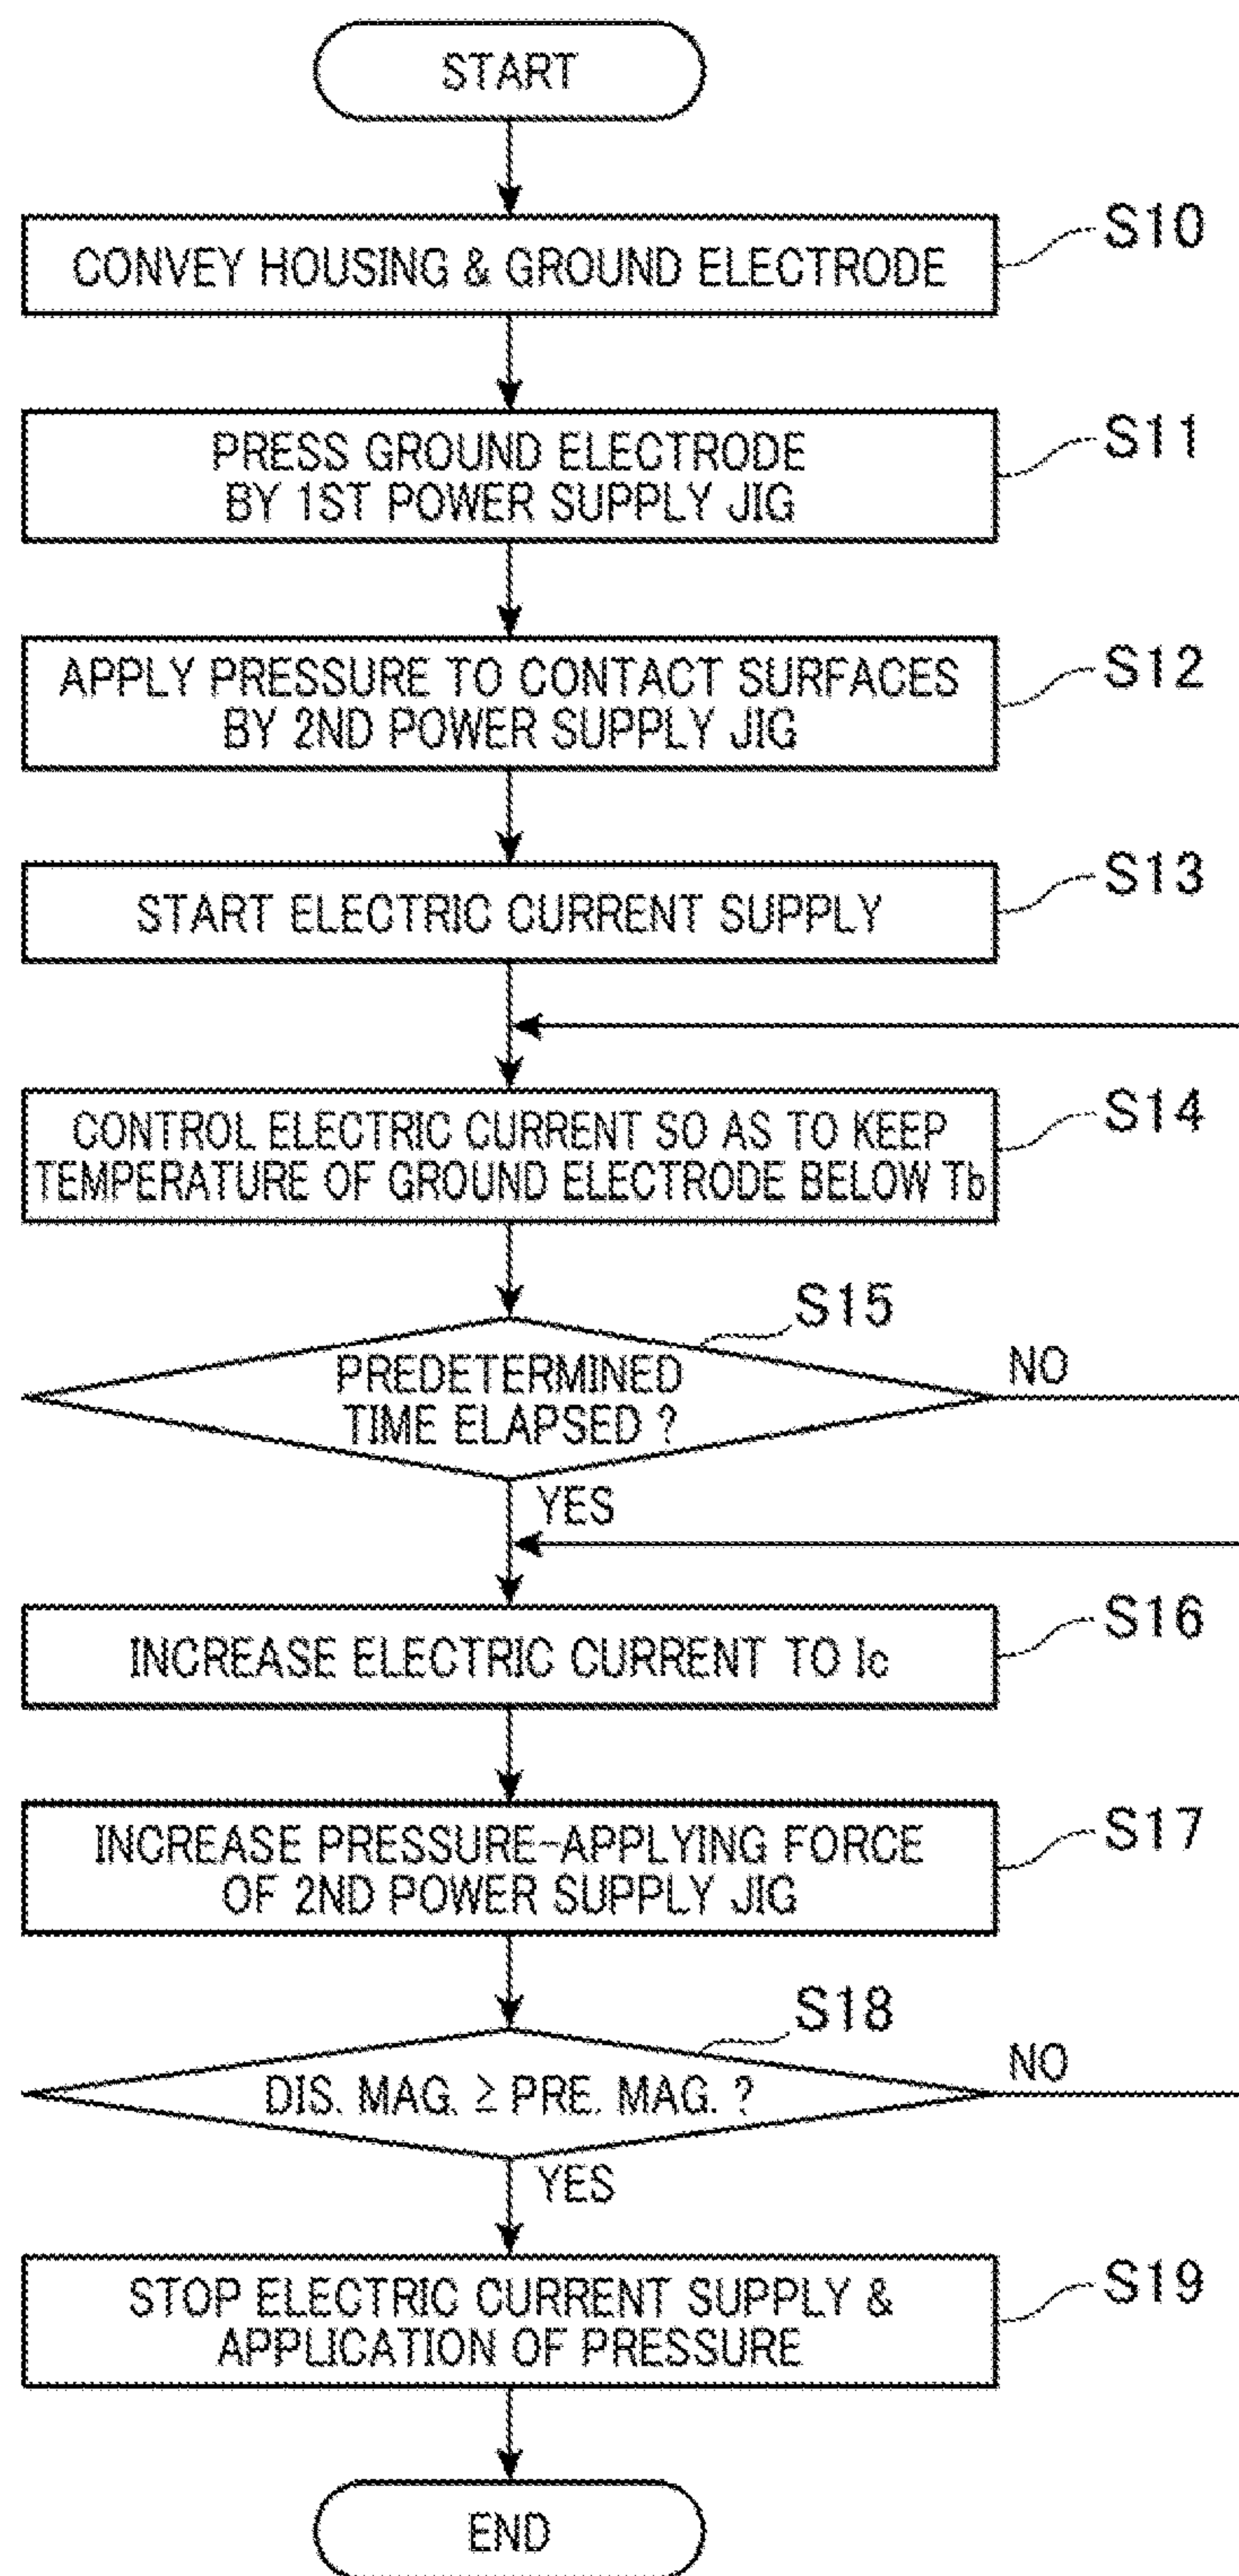 START
CONVEY HOUSING & GROUND ELECTRODE
S10
PRESS GROUND ELECTRODE
BY 1ST POWER SUPPLY JIG
S11
APPLY PRESSURE TO CONTACT SURFACES
BY 2ND POWER SUPPLY JIG
S12
START ELECTRIC CURRENT SUPPLY
S13
CONTROL ELECTRIC CURRENT SO AS TO KEEP
TEMPERATURE OF GROUND ELECTRODE BELOW Tb
S14
S15
PREDETERMINED
TIME ELAPSED ?
NO
YES
INCREASE ELECTRIC CURRENT TO Ic
S16
INCREASE PRESSURE-APPLYING FORCE
OF 2ND POWER SUPPLY JIG
S17
S18
DIS. MAG. ≥ PRE. MAG. ?
NO
YES
STOP ELECTRIC CURRENT SUPPLY &
APPLICATION OF PRESSURE
S19
END